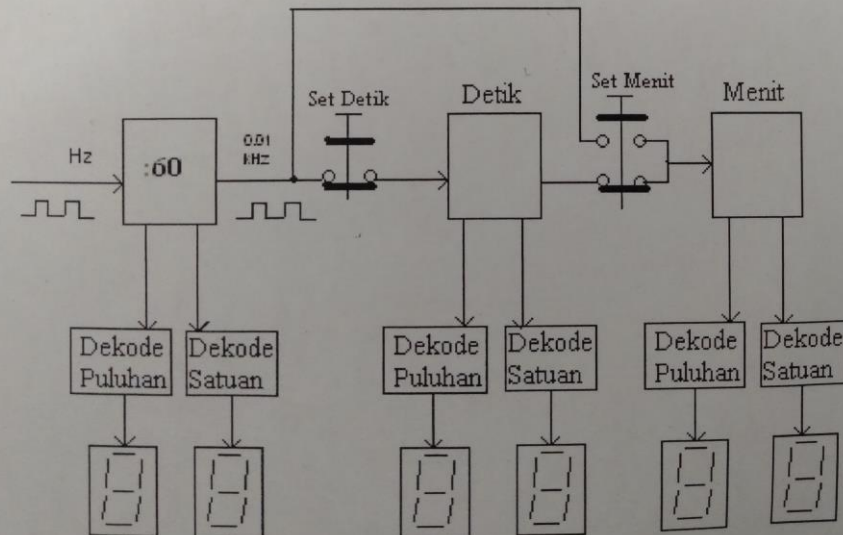 Set Detik
Detik
Set Menit
Menit
Hz
:60
0.01
kHz
Dekode
Puluhan
Dekode
Satuan
Dekode
Puluhan
Dekode
Satuan
Dekode
Puluhan
Dekode
Satuan